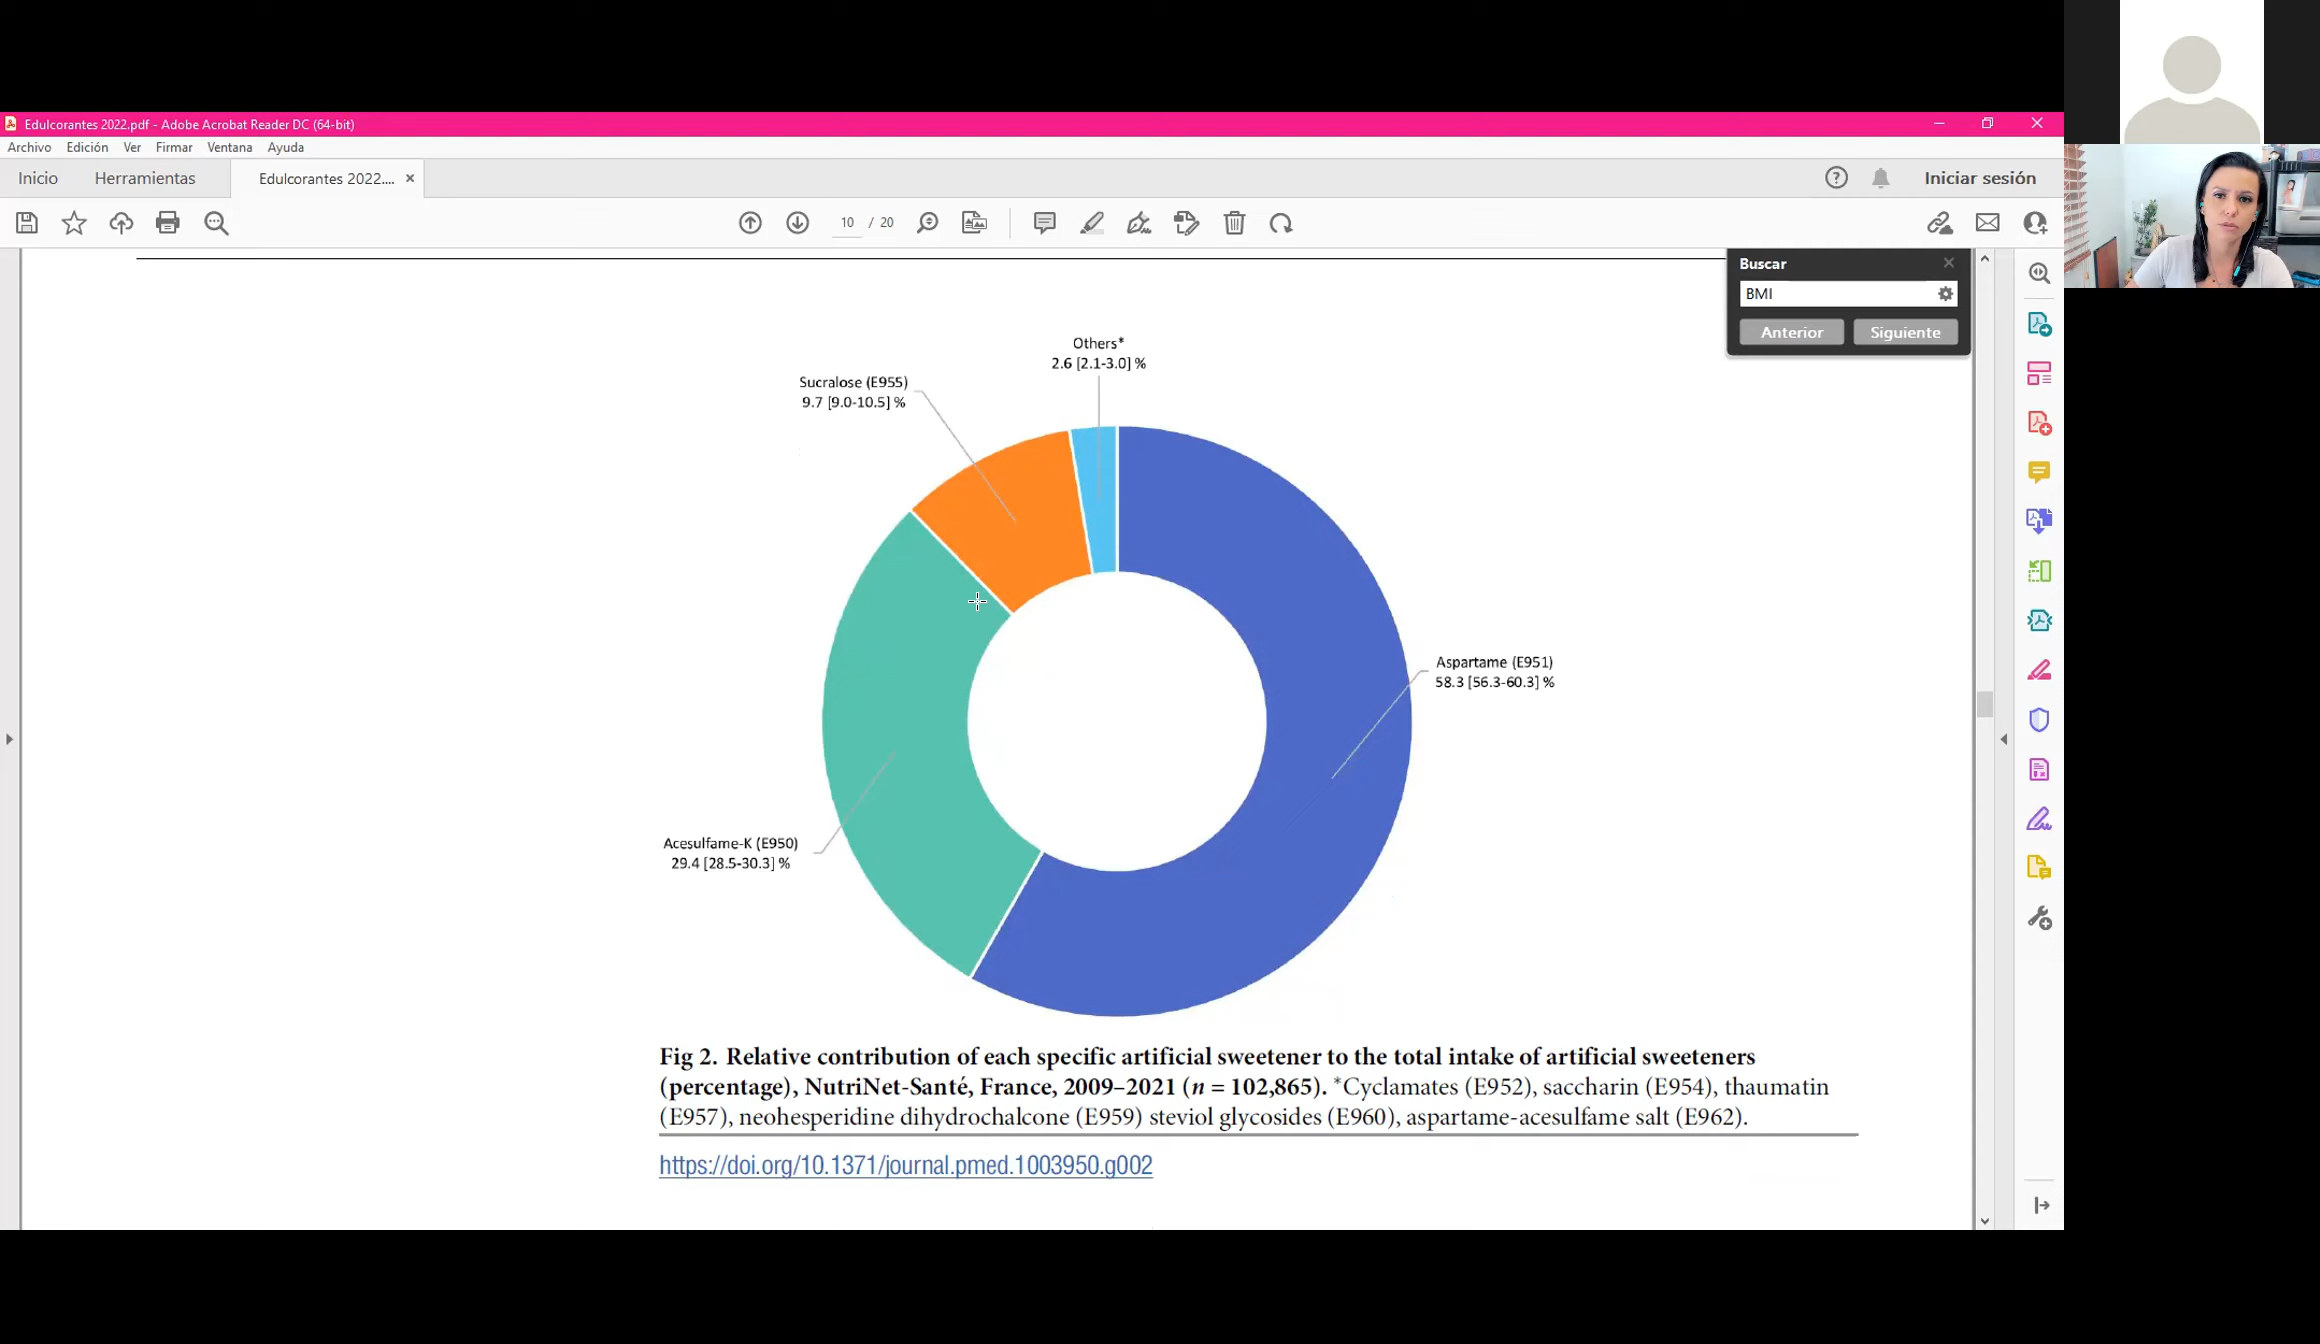 Edulcorantes 2022.pdf - Adobe Acrobat Reader DC (64-bit)
Archivo Edición Ver Firmar Ventana Ayuda
Inicio Herramientas Edulcorantes 2022.... × Iniciar sesión
10 / 20
Buscar
BMI
Anterior Siguiente
Others*
2.6 [2.1-3.0] %
Sucralose (E955)
9.7 [9.0-10.5] %
Aspartame (E951)
58.3 [56.3-60.3] %
Acesulfame-K (E950)
29.4 [28.5-30.3] %
Fig 2. Relative contribution of each specific artificial sweetener to the total intake of artificial sweeteners
(percentage), NutriNet-Santé, France, 2009–2021 (n = 102,865). *Cyclamates (E952), saccharin (E954), thaumatin
(E957), neohesperidine dihydrochalcone (E959) steviol glycosides (E960), aspartame-acesulfame salt (E962).
https://doi.org/10.1371/journal.pmed.1003950.g002